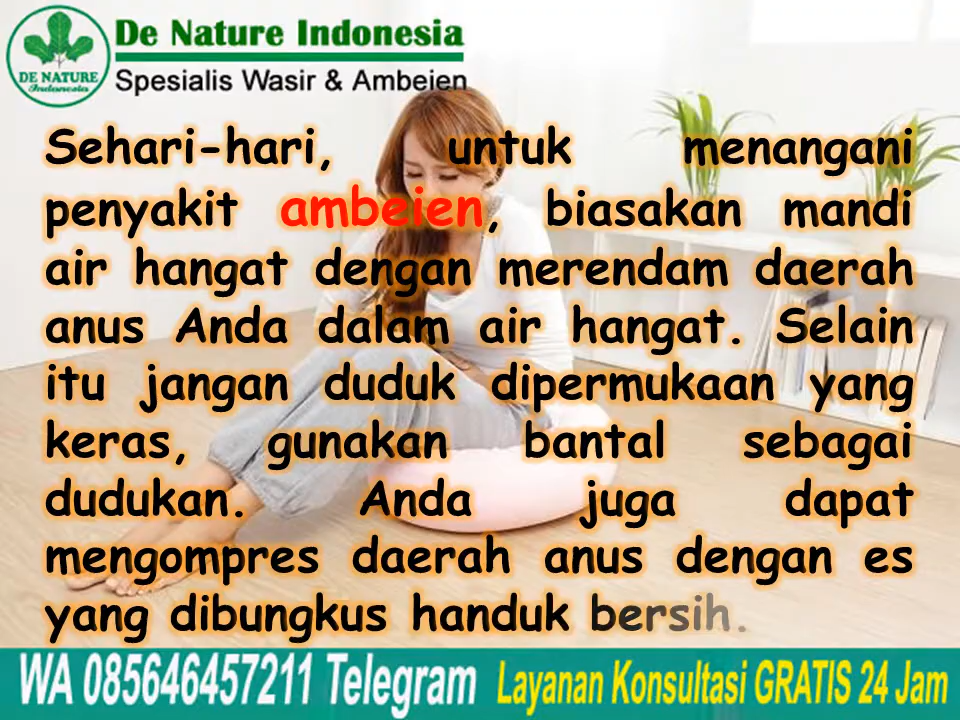 De Nature Indonesia
Spesialis Wasir & Ambeien
DE NATURE
Indonesia
Sehari-hari, untuk menangani
penyakit ambeien, biasakan mandi
air hangat dengan merendam daerah
anus Anda dalam air hangat. Selain
itu jangan duduk dipermukaan yang
keras, gunakan bantal sebagai
dudukan. Anda juga dapat
mengompres daerah anus dengan es
yang dibungkus handuk bersih.
WA 085646457211 Telegram Layanan Konsultasi GRATIS 24 Jam